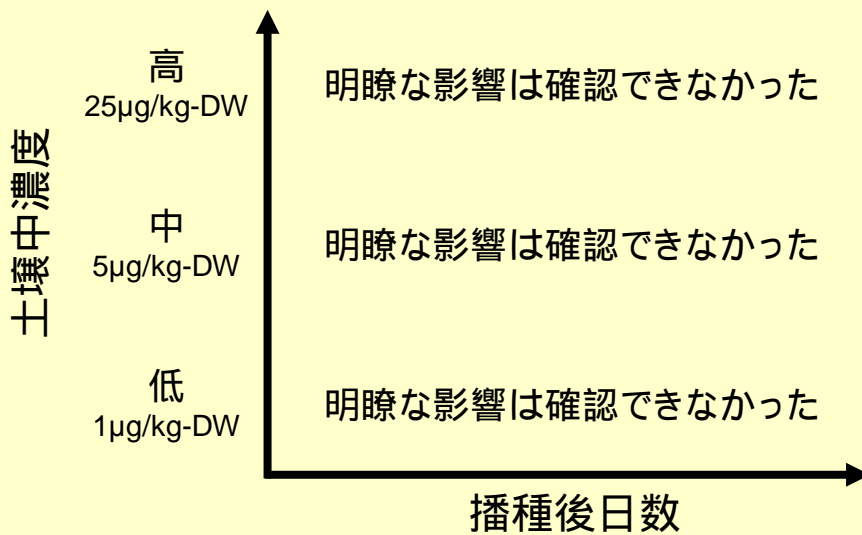 高
25µg/kg-DW
明瞭な影響は確認できなかった
土壌中濃度
中
5µg/kg-DW
明瞭な影響は確認できなかった
低
1µg/kg-DW
明瞭な影響は確認できなかった
播種後日数